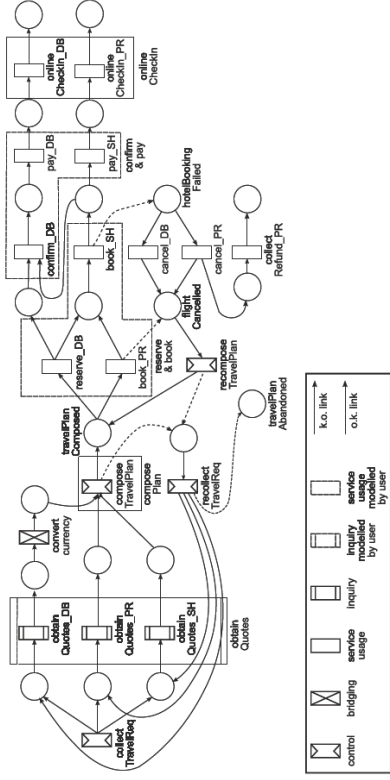 online
CheckIn_DB
online
CheckIn_PR
online
CheckIn
pay_DB
pay_SH
confirm
& pay
confirm_DB
book_SH
hotelBooking
Failed
cancel_DB
cancel_PR
collect
Refund_PR
reserve_DB
book_PR
reserve
& book
flight
Cancelled
recompose
TravelPlan
travelPlan
Composed
travelPlan
Abandoned
compose
TravelPlan
compose
Plan
recollect
TravelReq
convert
currency
obtain
Quotes_DB
obtain
Quotes_PR
obtain
Quotes_SH
obtain
Quotes
collect
TravelReq
control
bridging
service
usage
inquiry
inquiry
modelled
by user
service
usage
modelled
by user
k.o. link
o.k. link